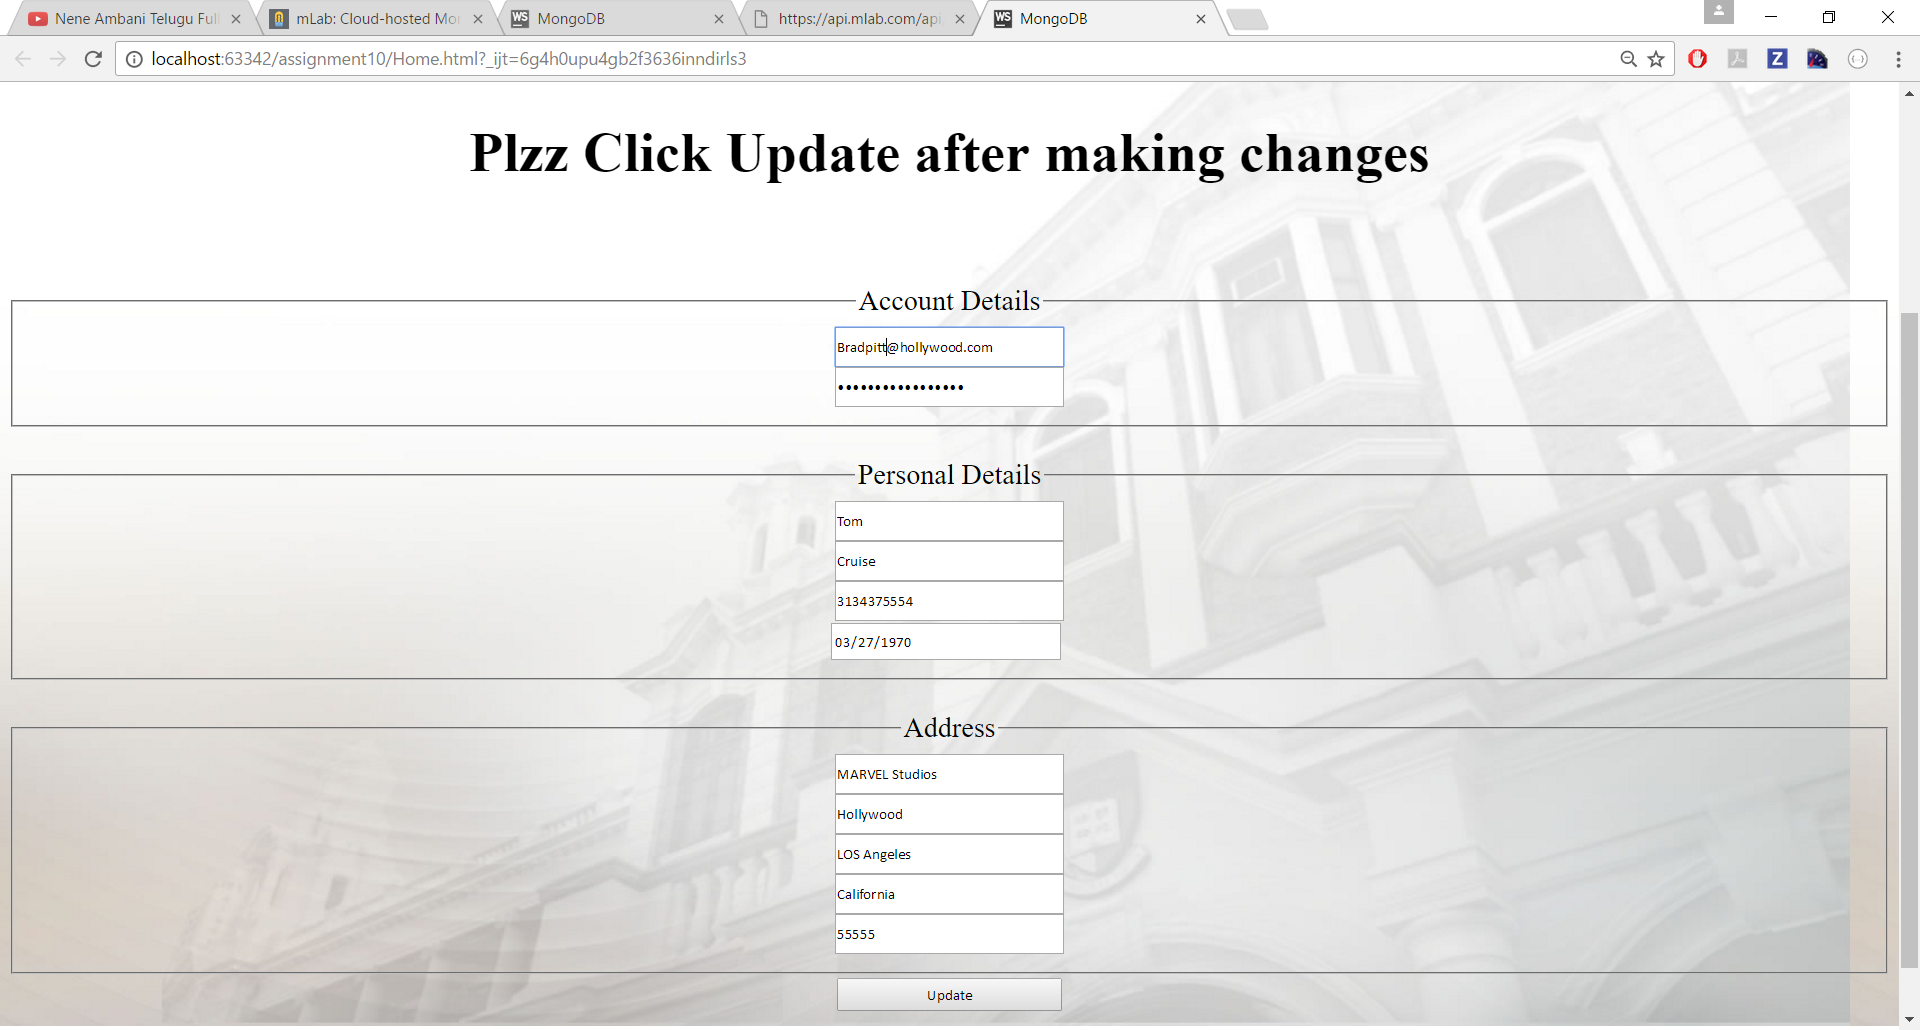 Nene Ambani Telugu Ful
mLab: Cloud-hosted Mo
MongoDB
https://api.mlab.com/api
MongoDB
localhost:63342/assignment10/Home.html?_ijt=6g4h0upu4gb2f3636inndirls3
Plzz Click Update after making changes
Account Details
Bradpitt@hollywood.com
•••••••••••••••••
Personal Details
Tom
Cruise
3134375554
03/27/1970
Address
MARVEL Studios
Hollywood
LOS Angeles
California
55555
Update